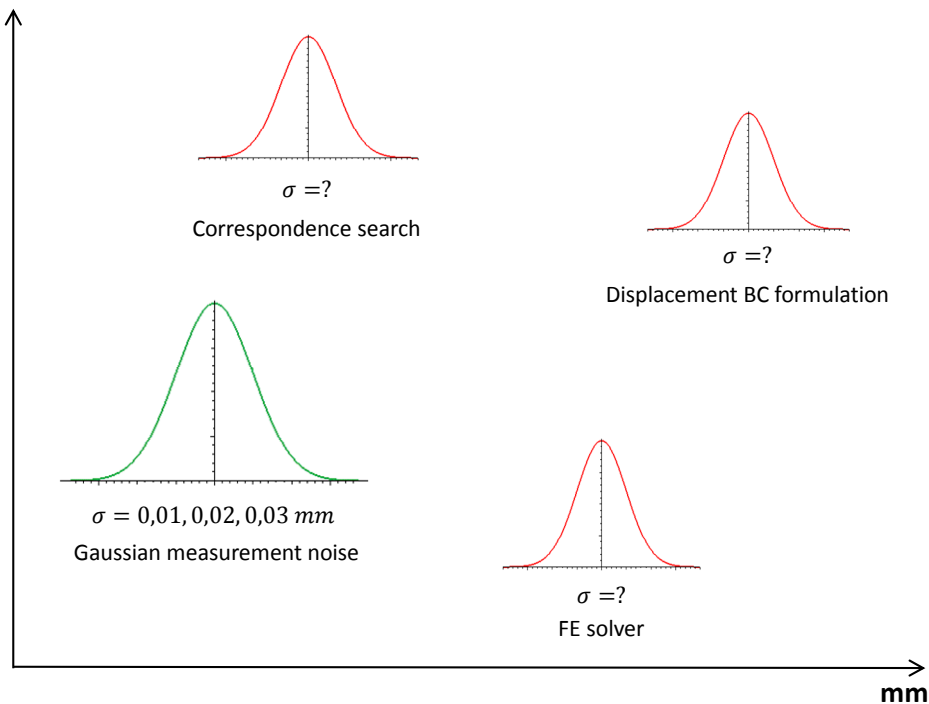 σ =?
Correspondence search
σ =?
Displacement BC formulation
σ = 0,01, 0,02, 0,03 mm
Gaussian measurement noise
σ =?
FE solver
mm